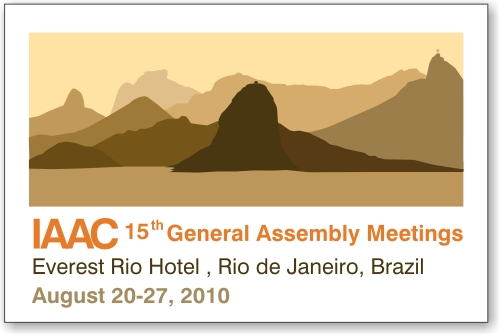 IAAC 15th General Assembly Meetings
Everest Rio Hotel , Rio de Janeiro, Brazil
August 20-27, 2010